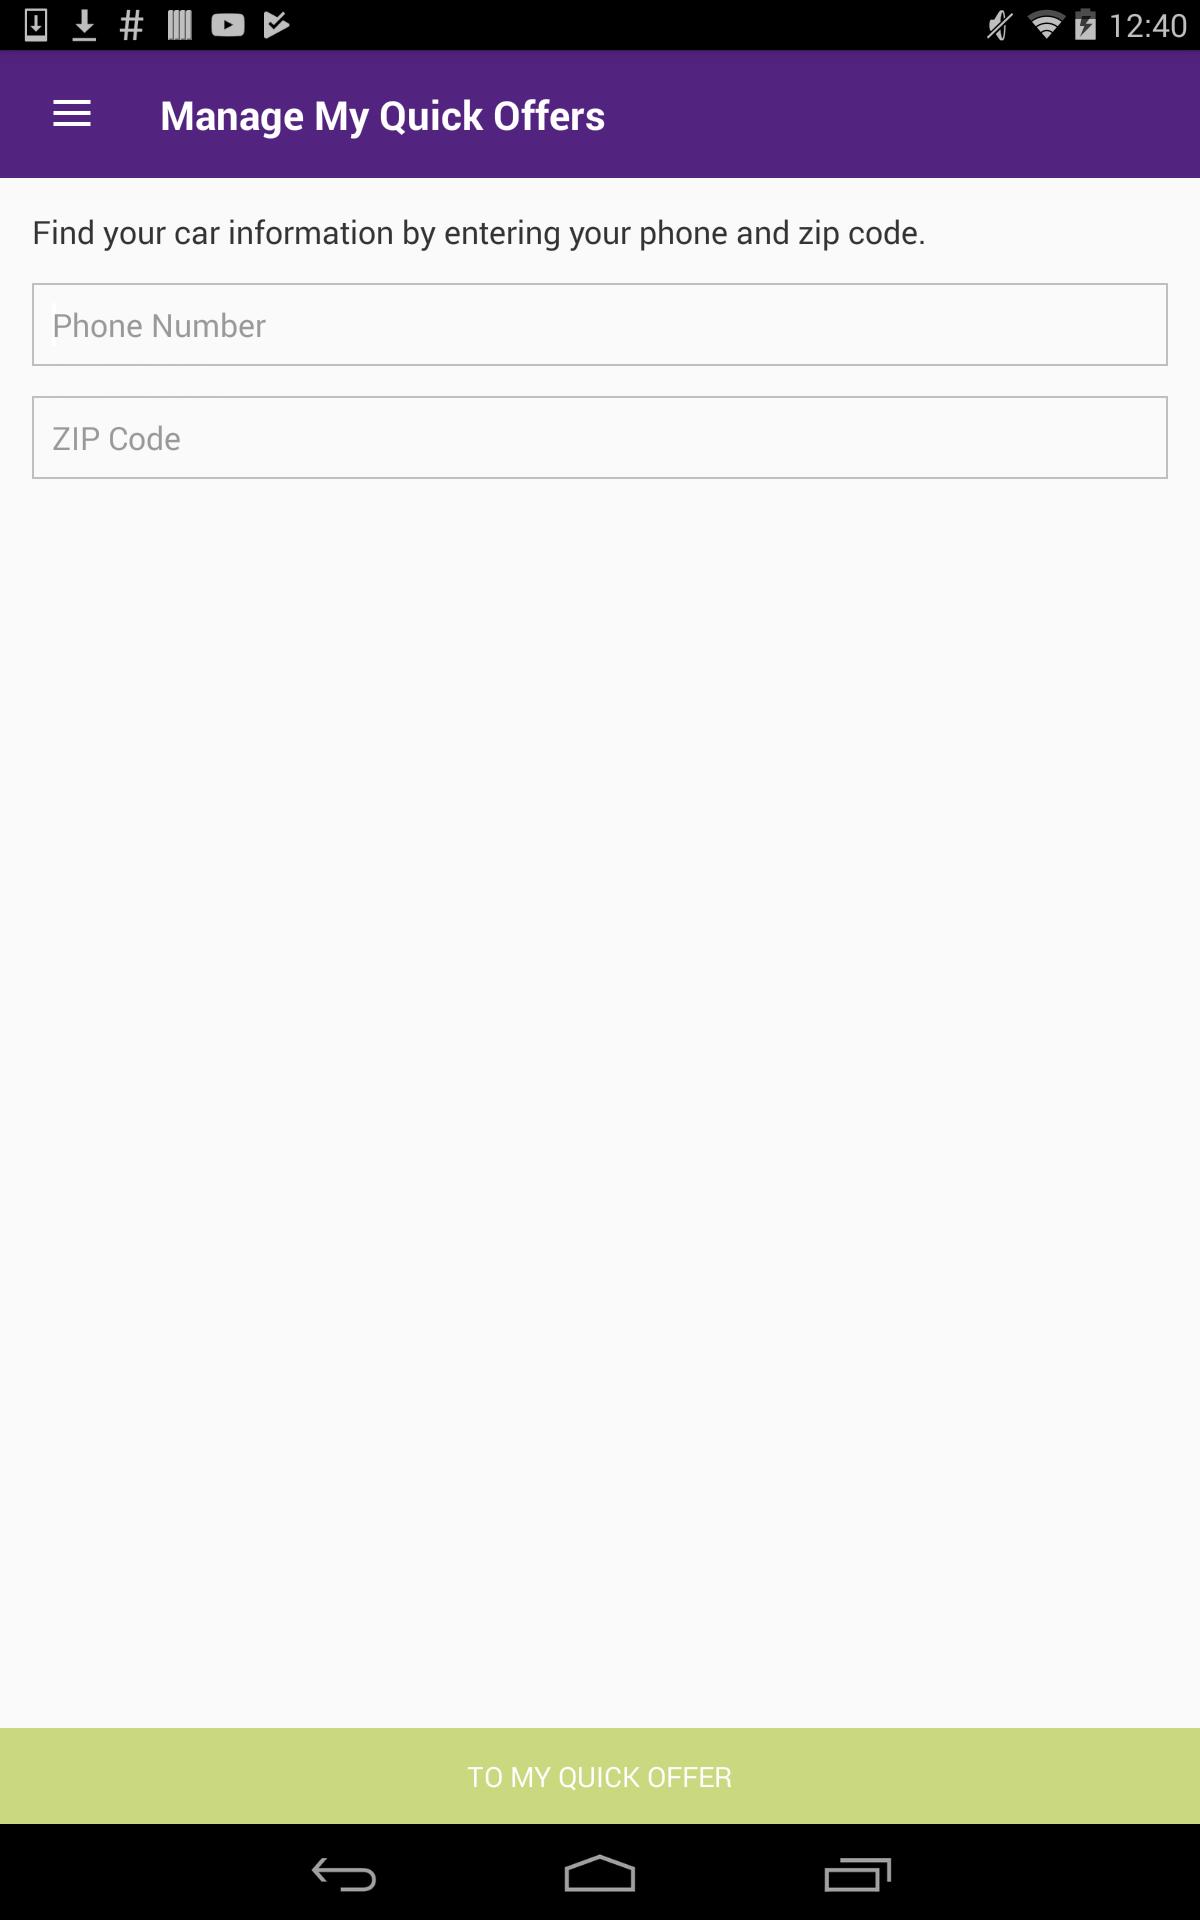 12:40
Manage My Quick Offers
Find your car information by entering your phone and zip code.
Phone Number
ZIP Code
TO MY QUICK OFFER